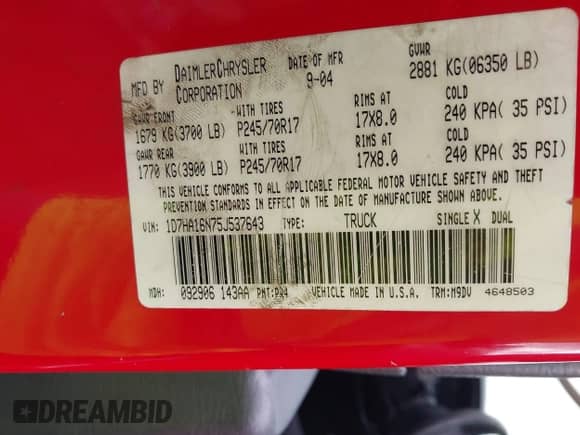 MFD BY DAIMLERCHRYSLER CORPORATION DATE OF MFR 9-04 GVWR 2881 KG(06350 LB)
GAWR FRONT WITH TIRES RIMS AT COLD
1679 KG(3700 LB) P245/70R17 17X8.0 240 KPA( 35 PSI)
GAWR REAR WITH TIRES RIMS AT COLD
1770 KG(3900 LB) P245/70R17 17X8.0 240 KPA( 35 PSI)
THIS VEHICLE CONFORMS TO ALL APPLICABLE FEDERAL MOTOR VEHICLE SAFETY AND THEFT
PREVENTION STANDARDS IN EFFECT ON THE DATE OF MANUFACTURE SHOWN ABOVE.
VIN: 1D7HA16N75J537643 TYPE: TRUCK SINGLE X DUAL
MDH: 092906 143AA PNT: PR4 VEHICLE MADE IN U.S.A. TRM:M9DV 4648503
DREAMBID